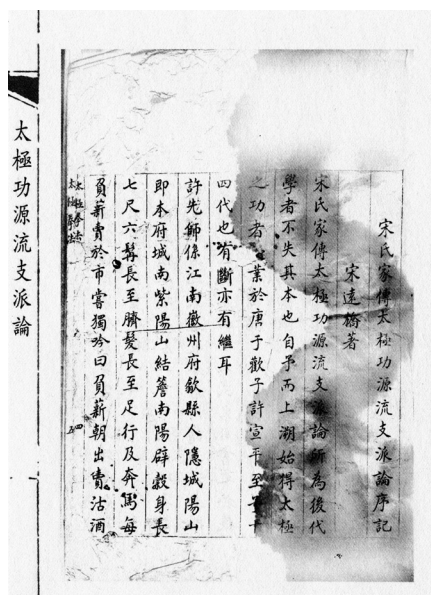 宋氏家傳太極功源流支派論序記
宋遠橋著
宋氏家傳太極功源流支派論所為後代
學者不失其本也自予而上溯始得太極
之功者業於唐于歡子許宣平至十
四代也有斷亦有繼耳
許先師係江南徽州府歙縣人隱城陽山
即本府城南紫陽山結簷南陽辟穀身長
七尺六髯長至臍髮長至足行及奔馬每
負薪賣於市嘗獨吟曰負薪朝出賣沽酒
太極功源流支派論